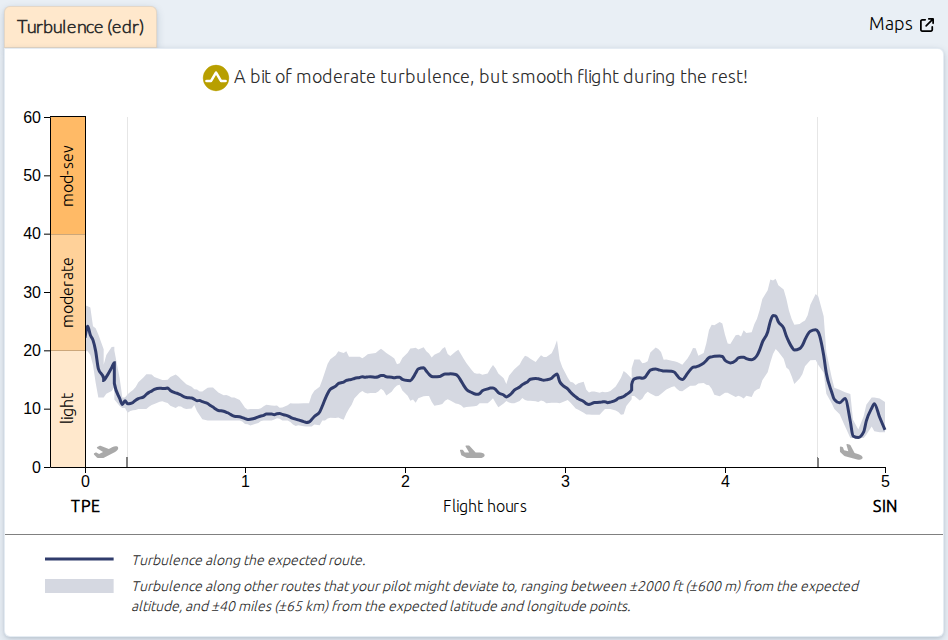 Turbulence (edr)
Maps
A bit of moderate turbulence, but smooth flight during the rest!
60
50
40
30
20
10
0
mod-sev
moderate
light
0 1 2 3 4 5
TPE Flight hours SIN
Turbulence along the expected route.
Turbulence along other routes that your pilot might deviate to, ranging between ±2000 ft (±600 m) from the expected
altitude, and ±40 miles (±65 km) from the expected latitude and longitude points.